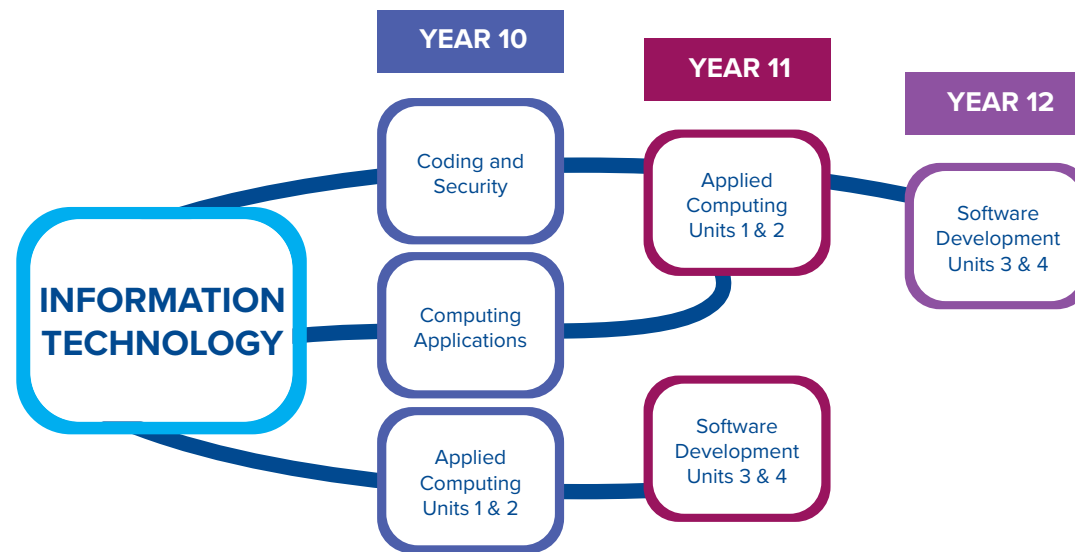 YEAR 10
YEAR 11
YEAR 12
INFORMATION
TECHNOLOGY
Coding and
Security
Computing
Applications
Applied
Computing
Units 1 & 2
Applied
Computing
Units 1 & 2
Software
Development
Units 3 & 4
Software
Development
Units 3 & 4